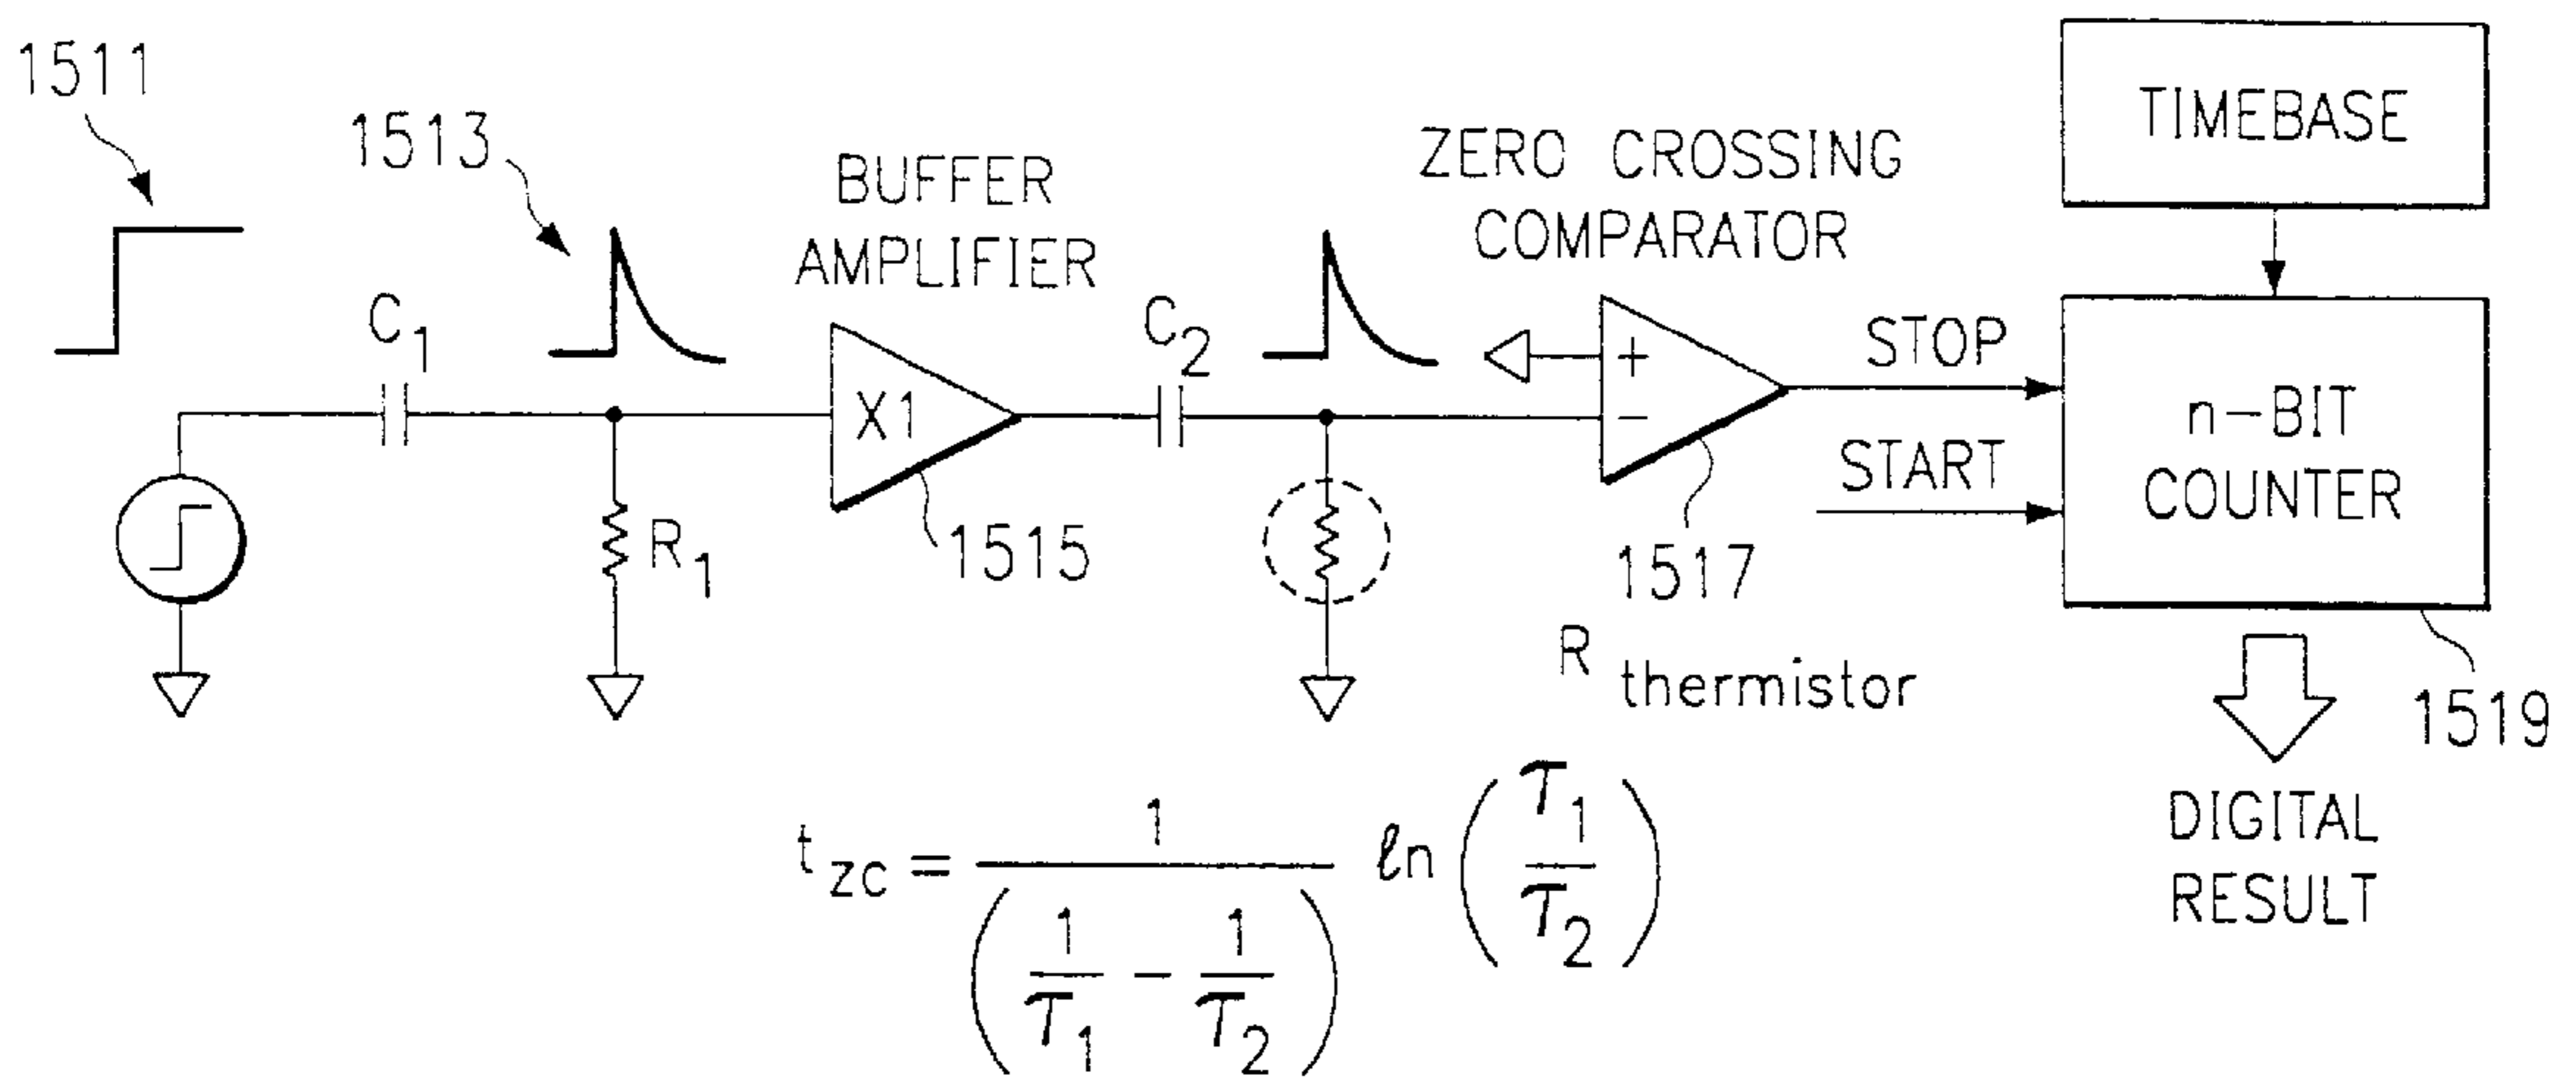 1511
1513
BUFFER
AMPLIFIER
ZERO CROSSING
COMPARATOR
TIMEBASE
C1
C2
X1
+
−
STOP
START
n-BIT
COUNTER
R1
1515
1517
R thermistor
1519
DIGITAL
RESULT
t zc = 1 / (1/τ1 − 1/τ2) ℓn (τ1/τ2)